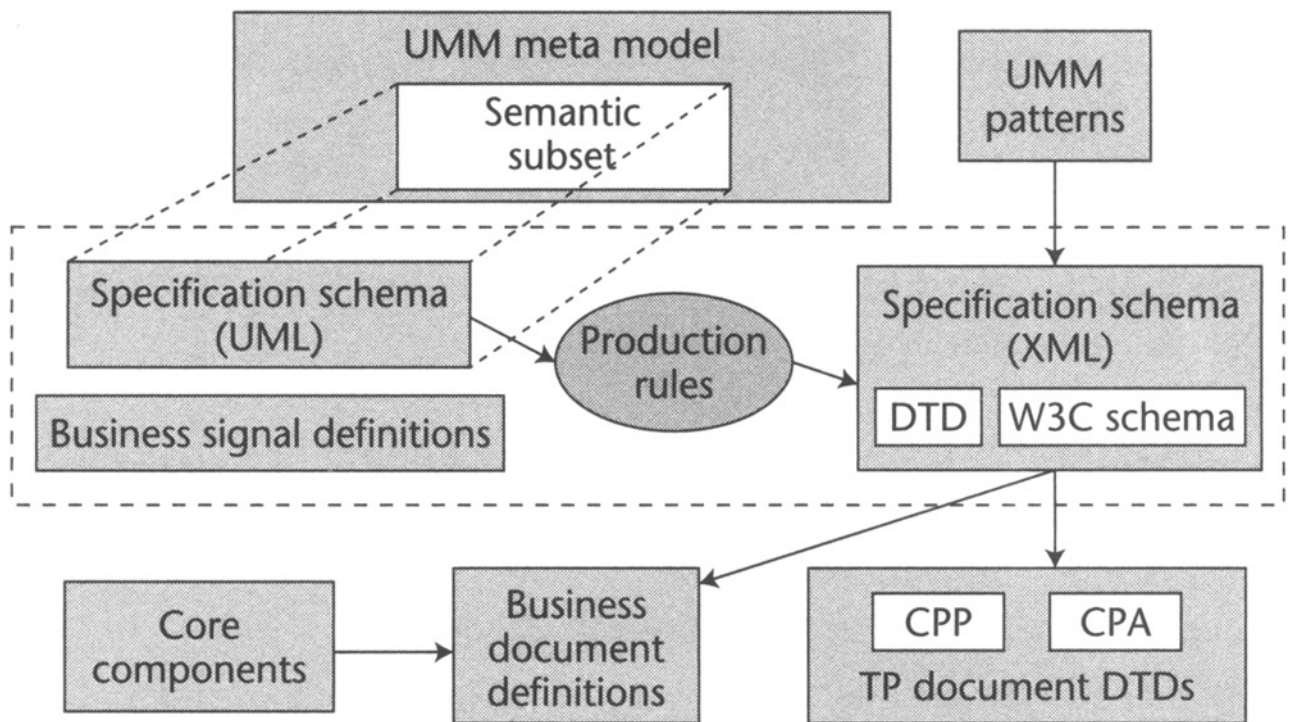 UMM meta model
Semantic
subset
UMM
patterns
Specification schema
(UML)
Production
rules
Specification schema
(XML)
DTD
W3C schema
Business signal definitions
Core
components
Business
document
definitions
CPP
CPA
TP document DTDs